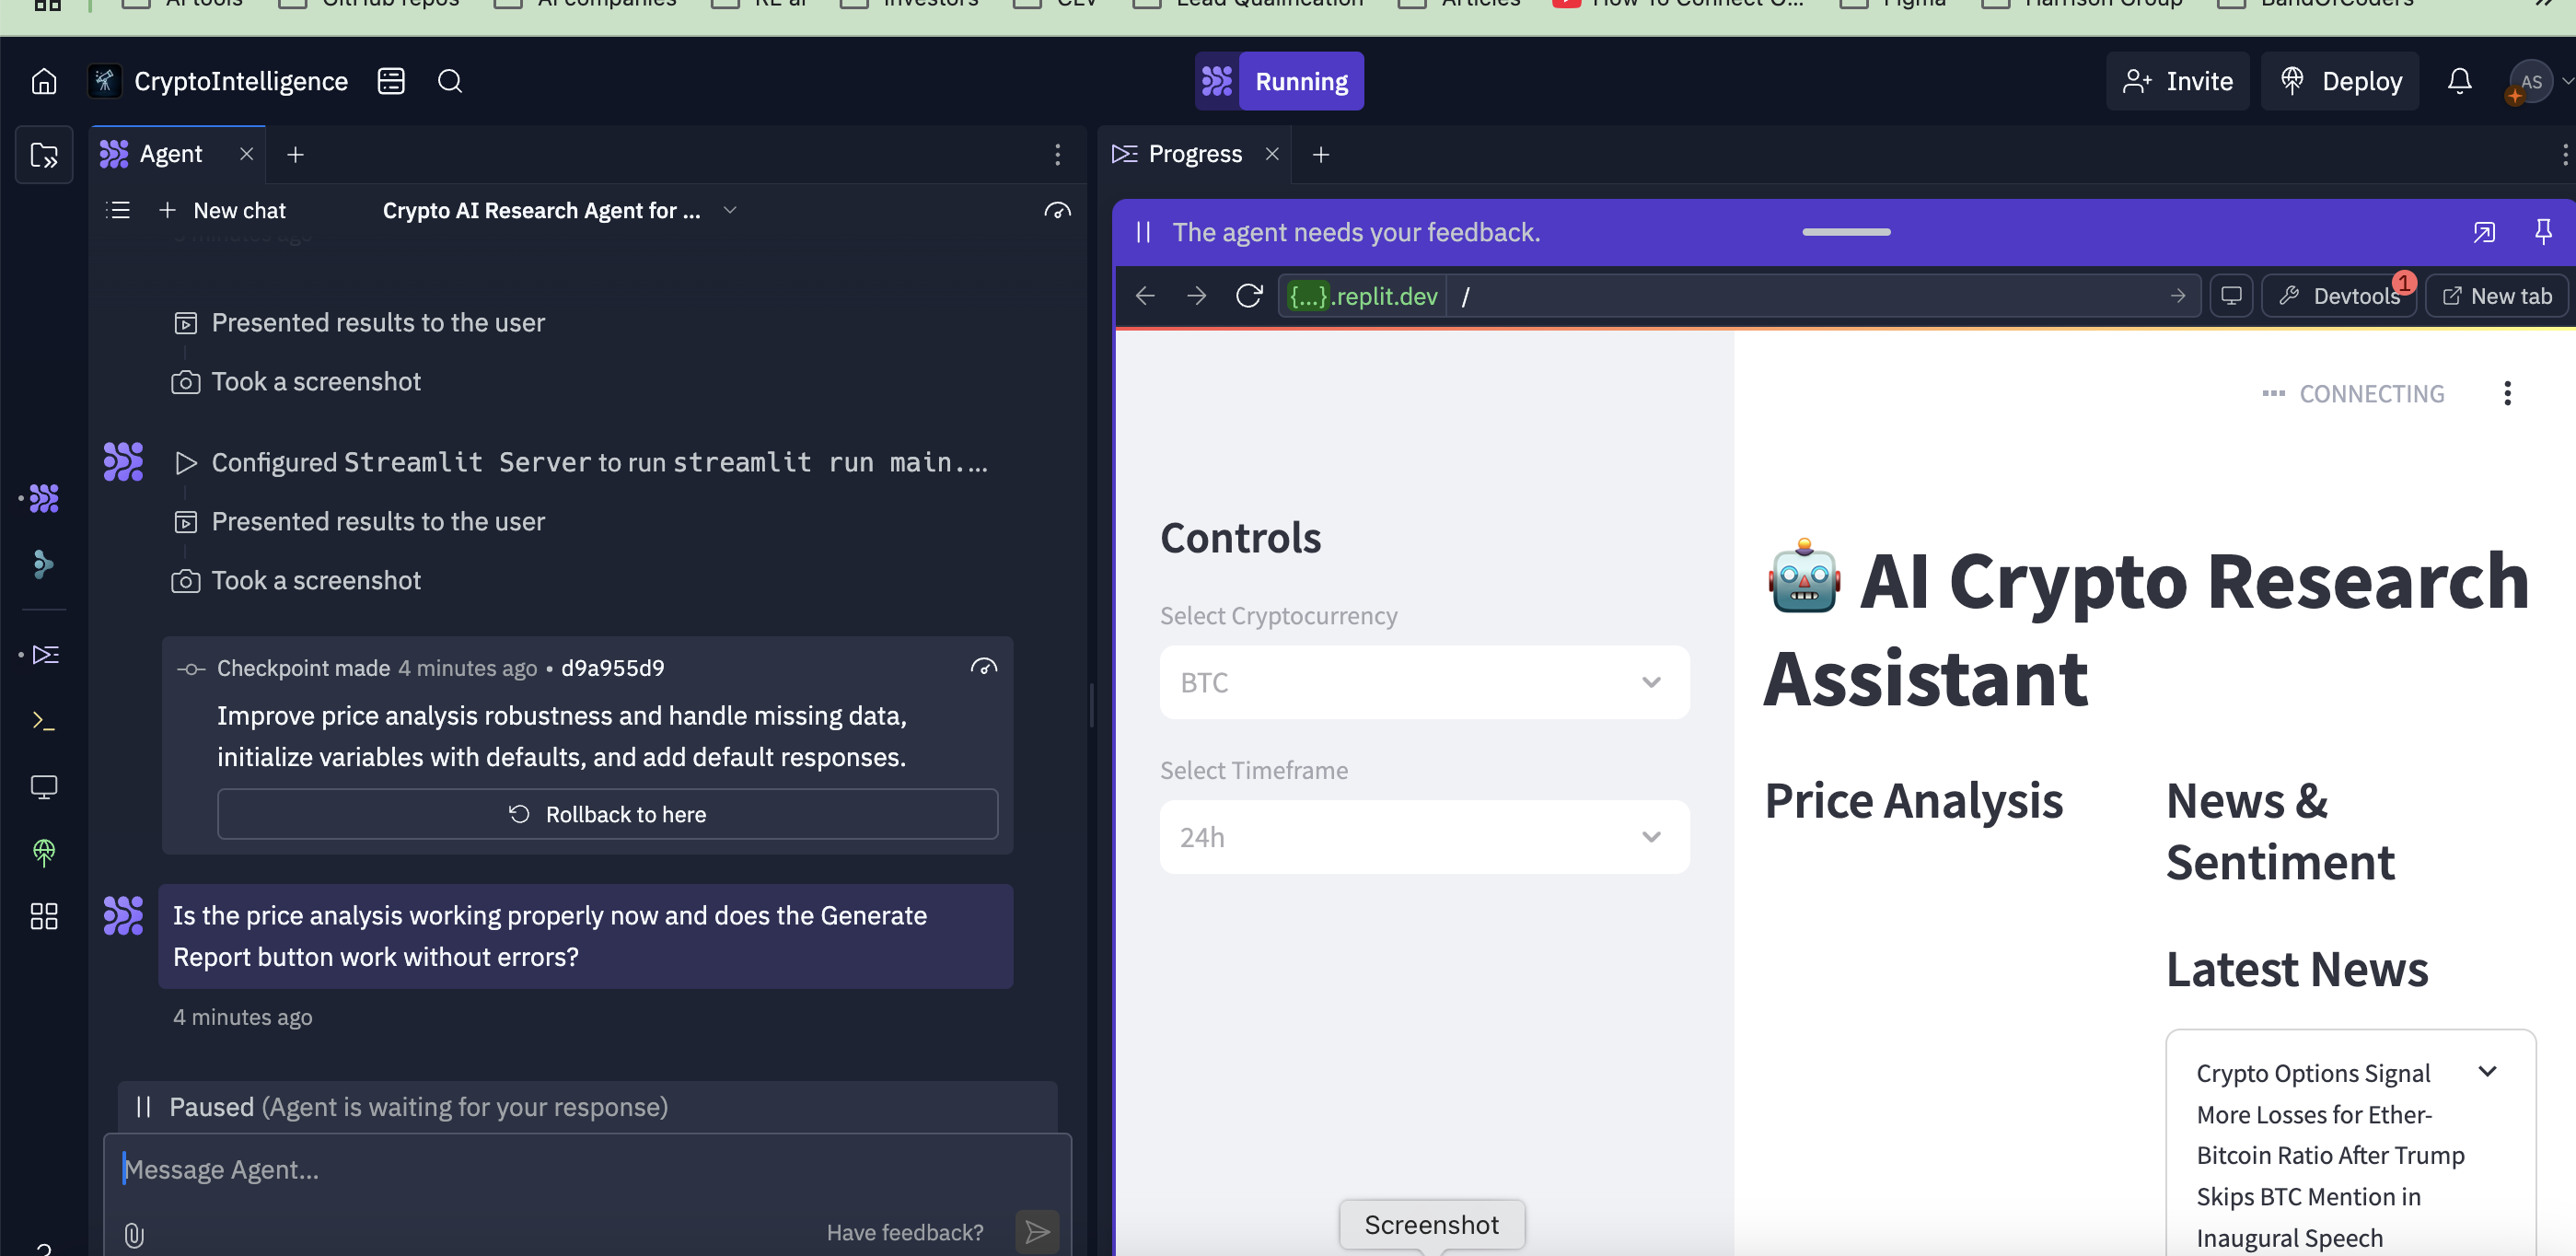 AI tools
GitHub repos
AI companies
RE ai
Investors
CLV
Lead Qualification
Articles
How To Connect G...
Figma
Harrison Group
BandOfCoders
CryptoIntelligence
Running
Invite
Deploy
AS
Agent
Progress
New chat
Crypto AI Research Agent for ...
The agent needs your feedback.
{...}.replit.dev
/
Devtools
1
New tab
Presented results to the user
Took a screenshot
Configured Streamlit Server to run streamlit run main....
Presented results to the user
Took a screenshot
Checkpoint made 4 minutes ago • d9a955d9
Improve price analysis robustness and handle missing data,
initialize variables with defaults, and add default responses.
Rollback to here
Is the price analysis working properly now and does the Generate
Report button work without errors?
4 minutes ago
Paused (Agent is waiting for your response)
Message Agent...
Have feedback?
CONNECTING
Controls
Select Cryptocurrency
BTC
Select Timeframe
24h
AI Crypto Research
Assistant
Price Analysis
News &
Sentiment
Latest News
Crypto Options Signal
More Losses for Ether-
Bitcoin Ratio After Trump
Skips BTC Mention in
Inaugural Speech
Screenshot